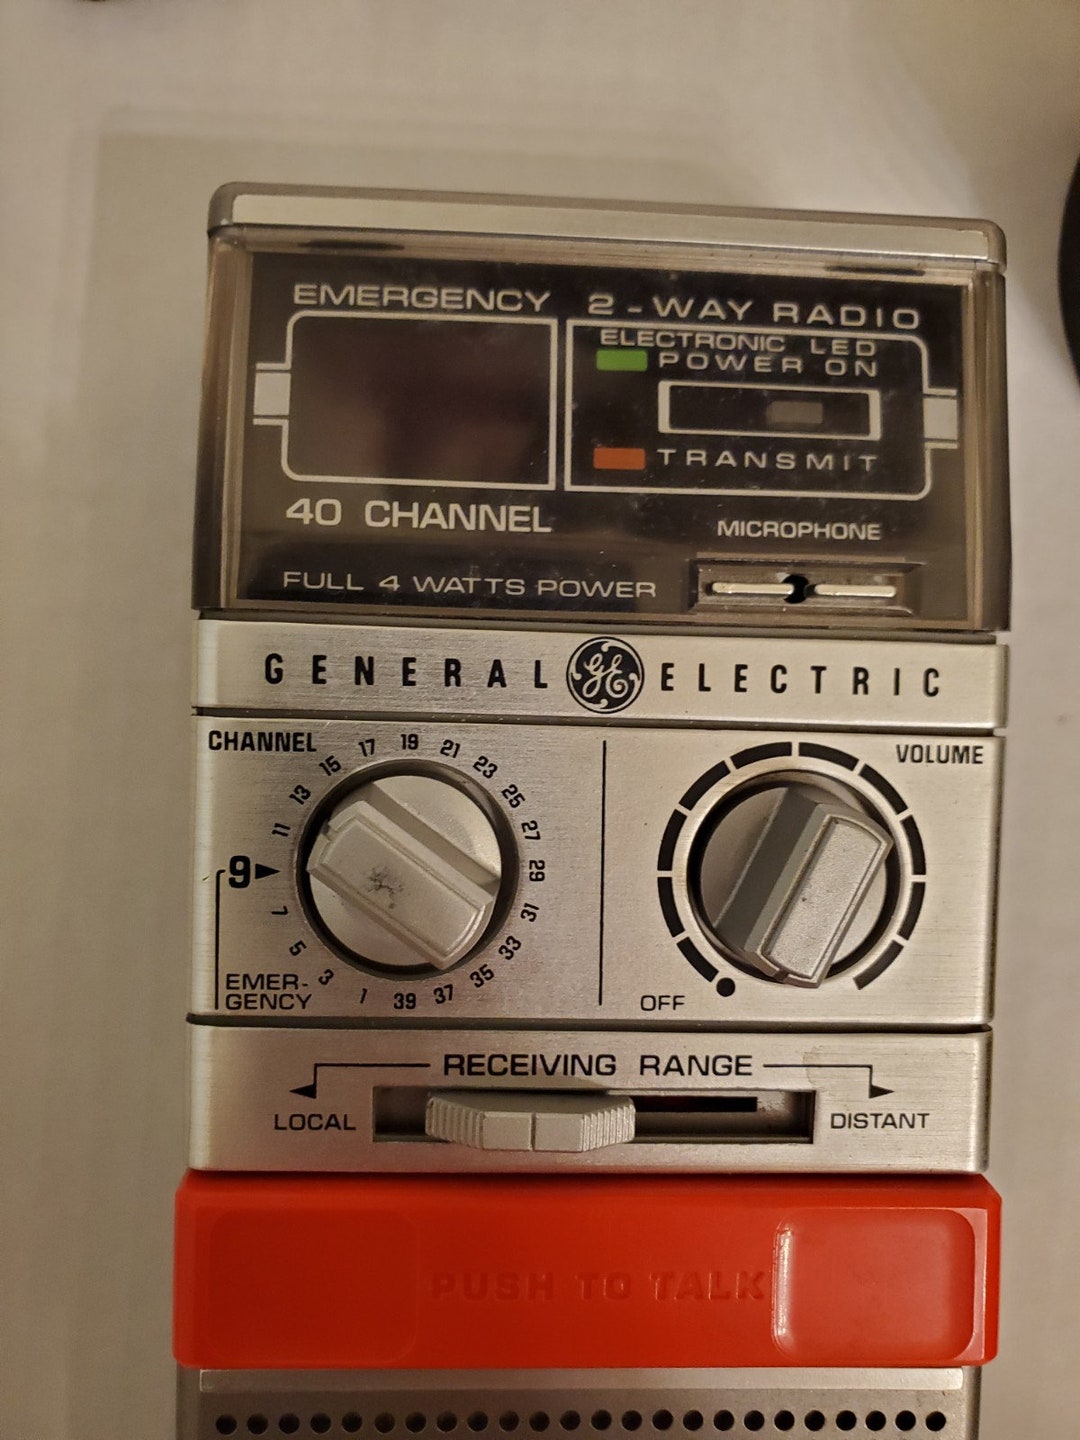 EMERGENCY 2-WAY RADIO
ELECTRONIC LED
POWER ON
TRANSMIT
40 CHANNEL
MICROPHONE
FULL 4 WATTS POWER
GENERAL GE ELECTRIC
CHANNEL
1 3 5 7 9 11 13 15 17 19 21 23 25 27 29 31 33 35 37 39
EMER-
GENCY
VOLUME
OFF
RECEIVING RANGE
LOCAL
DISTANT
PUSH TO TALK